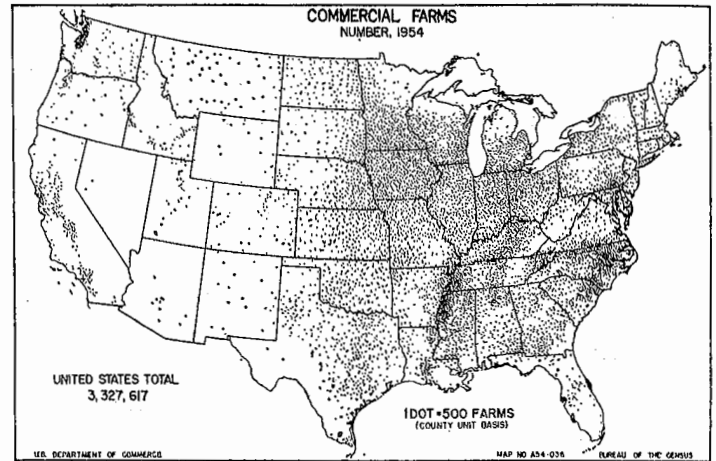 COMMERCIAL FARMS
NUMBER, 1954
UNITED STATES TOTAL
3,327,617
1 DOT=500 FARMS
(COUNTY UNIT BASIS)
U.S. DEPARTMENT OF COMMERCE
MAP NO A54-036
BUREAU OF THE CENSUS